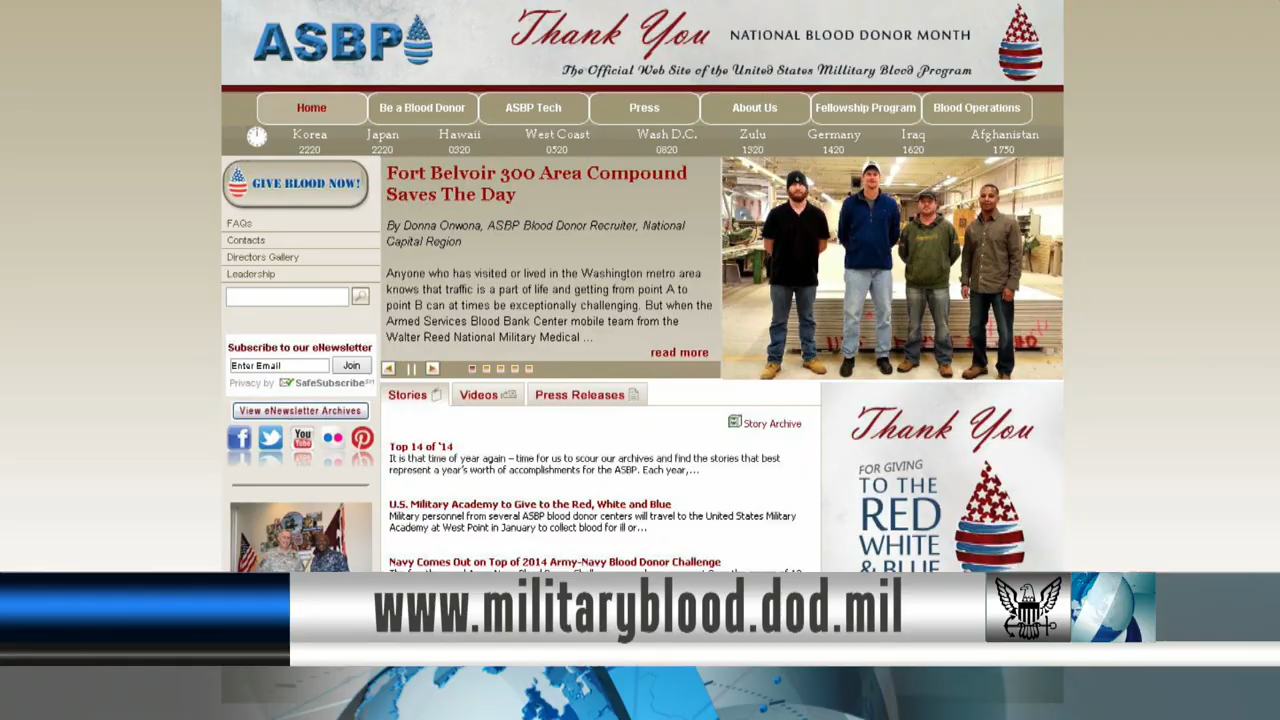 ASBP
Thank You NATIONAL BLOOD DONOR MONTH
The Official Web Site of the United States Military Blood Program
Home Be a Blood Donor ASBP Tech Press About Us Fellowship Program Blood Operations
Korea Japan Hawaii West Coast Wash D.C. Zulu Germany Iraq Afghanistan
2220 2220 0320 0520 0820 1320 1420 1620 1750
GIVE BLOOD NOW!
FAQs
Contacts
Directors Gallery
Leadership
Subscribe to our eNewsletter
Enter Email Join
Privacy by SafeSubscribe SM
View eNewsletter Archives
You
Tube
Fort Belvoir 300 Area Compound
Saves The Day
By Donna Onwona, ASBP Blood Donor Recruiter, National
Capital Region
Anyone who has visited or lived in the Washington metro area
knows that traffic is a part of life and getting from point A to
point B can at times be exceptionally challenging. But when the
Armed Services Blood Bank Center mobile team from the
Walter Reed National Military Medical ...
read more
Stories Videos Press Releases
Story Archive
Top 14 of '14
It is that time of year again – time for us to scour our archives and find the stories that best
represent a year's worth of accomplishments for the ASBP. Each year,...
U.S. Military Academy to Give to the Red, White and Blue
Military personnel from several ASBP blood donor centers will travel to the United States Military
Academy at West Point in January to collect blood for ill or...
Navy Comes Out on Top of 2014 Army-Navy Blood Donor Challenge
Thank You
FOR GIVING
TO THE
RED
WHITE
& BLUE
www.militaryblood.dod.mil